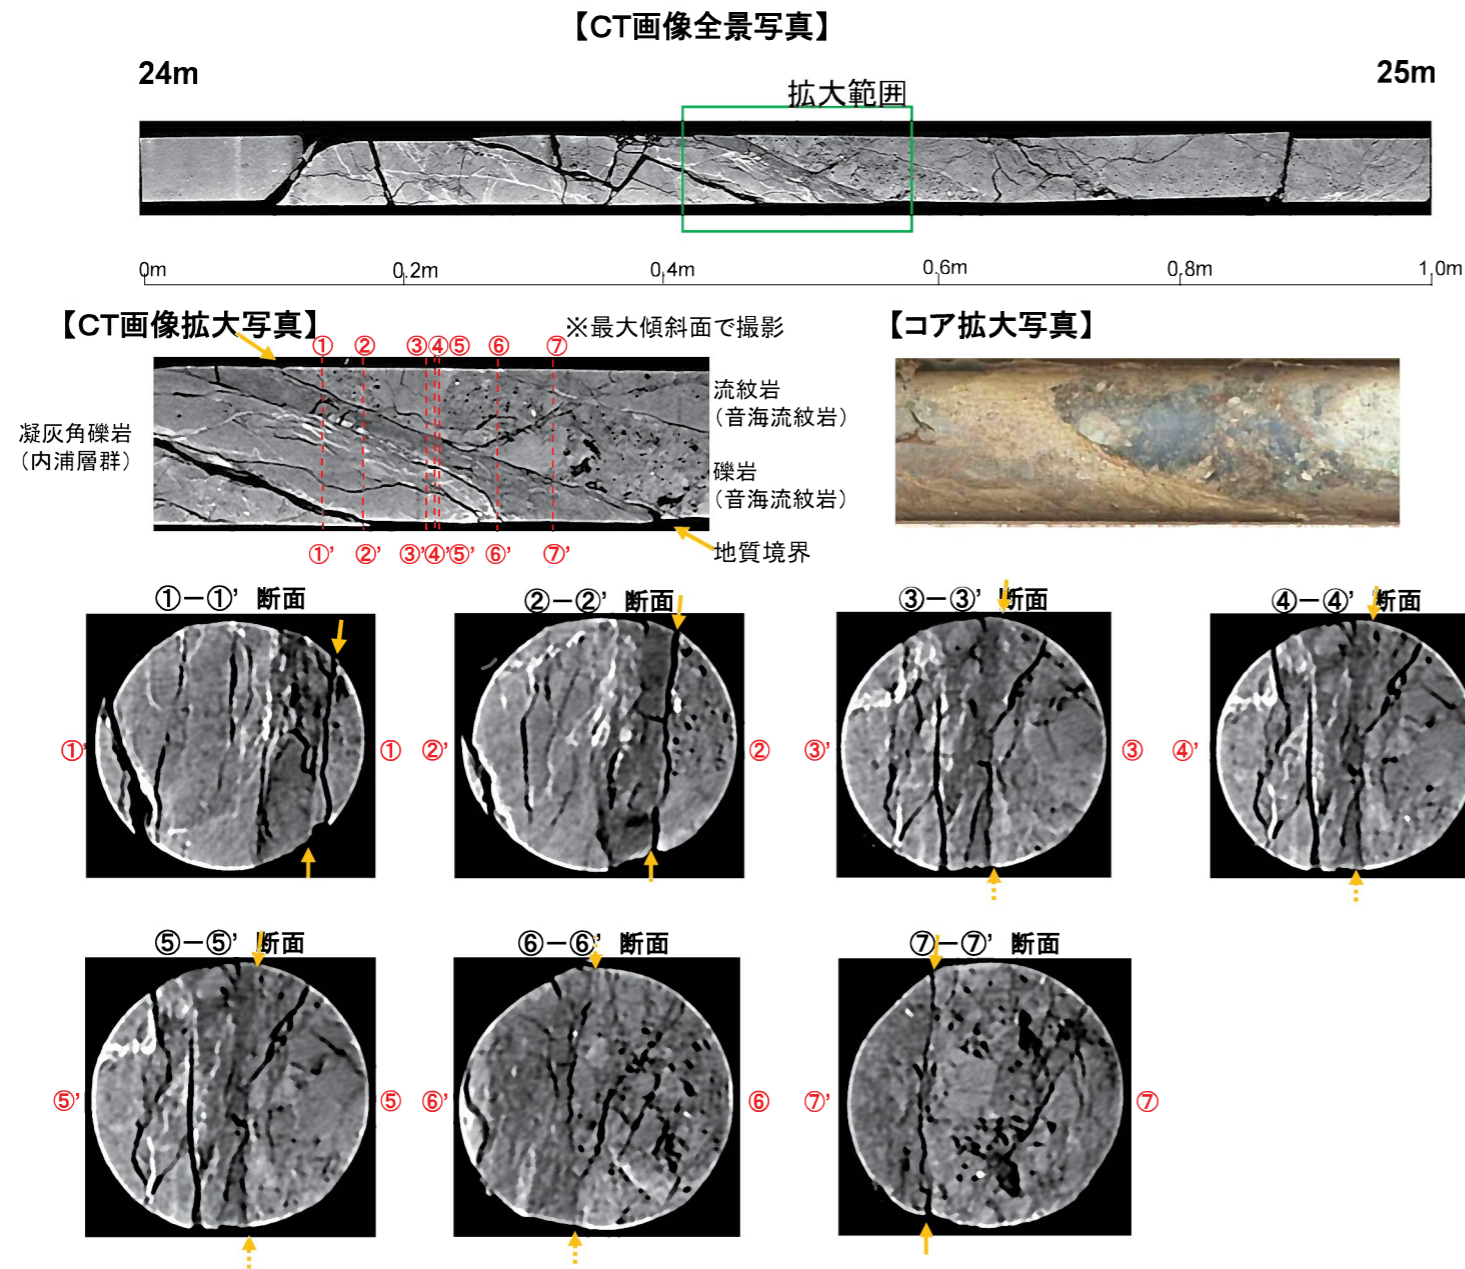 【CT画像全景写真】
24m
25m
拡大範囲
0m
0.2m
0.4m
0.6m
0.8m
1.0m
【CT画像拡大写真】
※最大傾斜面で撮影
【コア拡大写真】
① ② ③ ④ ⑤ ⑥ ⑦
凝灰角礫岩
（内浦層群）
流紋岩
（音海流紋岩）
礫岩
（音海流紋岩）
地質境界
①’ ②’ ③’ ④’ ⑤’ ⑥’ ⑦’
①－①’ 断面
②－②’ 断面
③－③’ 断面
④－④’ 断面
①’ ①
②’ ②
③’ ③
④’
⑤－⑤’ 断面
⑥－⑥’ 断面
⑦－⑦’ 断面
⑤’ ⑤
⑥’ ⑥
⑦’ ⑦